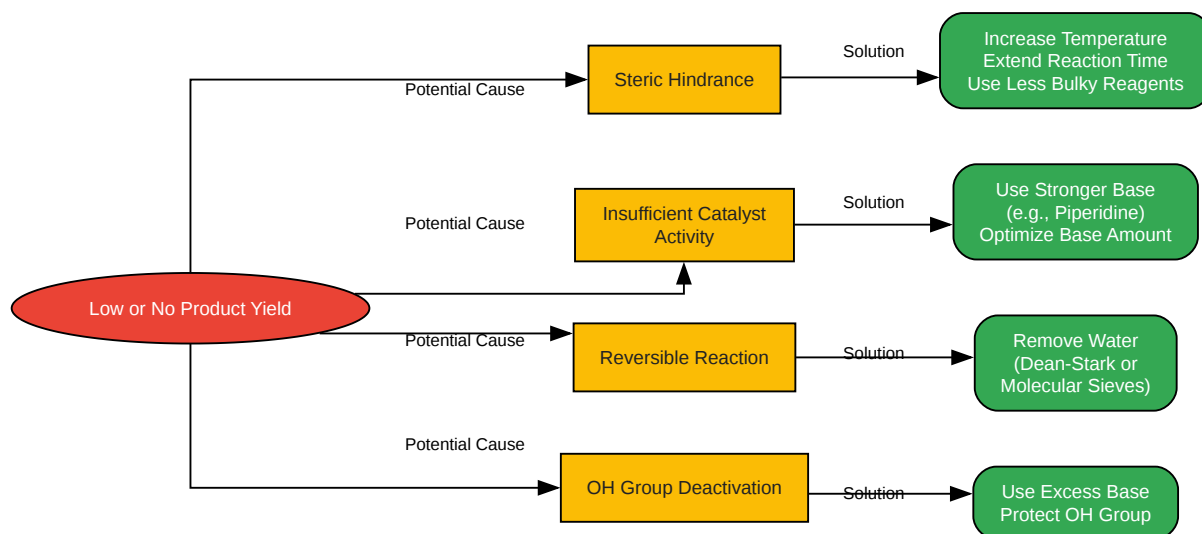 Low or No Product Yield
Potential Cause
Steric Hindrance
Solution
Increase Temperature
Extend Reaction Time
Use Less Bulky Reagents
Potential Cause
Insufficient Catalyst
Activity
Solution
Use Stronger Base
(e.g., Piperidine)
Optimize Base Amount
Potential Cause
Reversible Reaction
Solution
Remove Water
(Dean-Stark or
Molecular Sieves)
Potential Cause
OH Group Deactivation
Solution
Use Excess Base
Protect OH Group